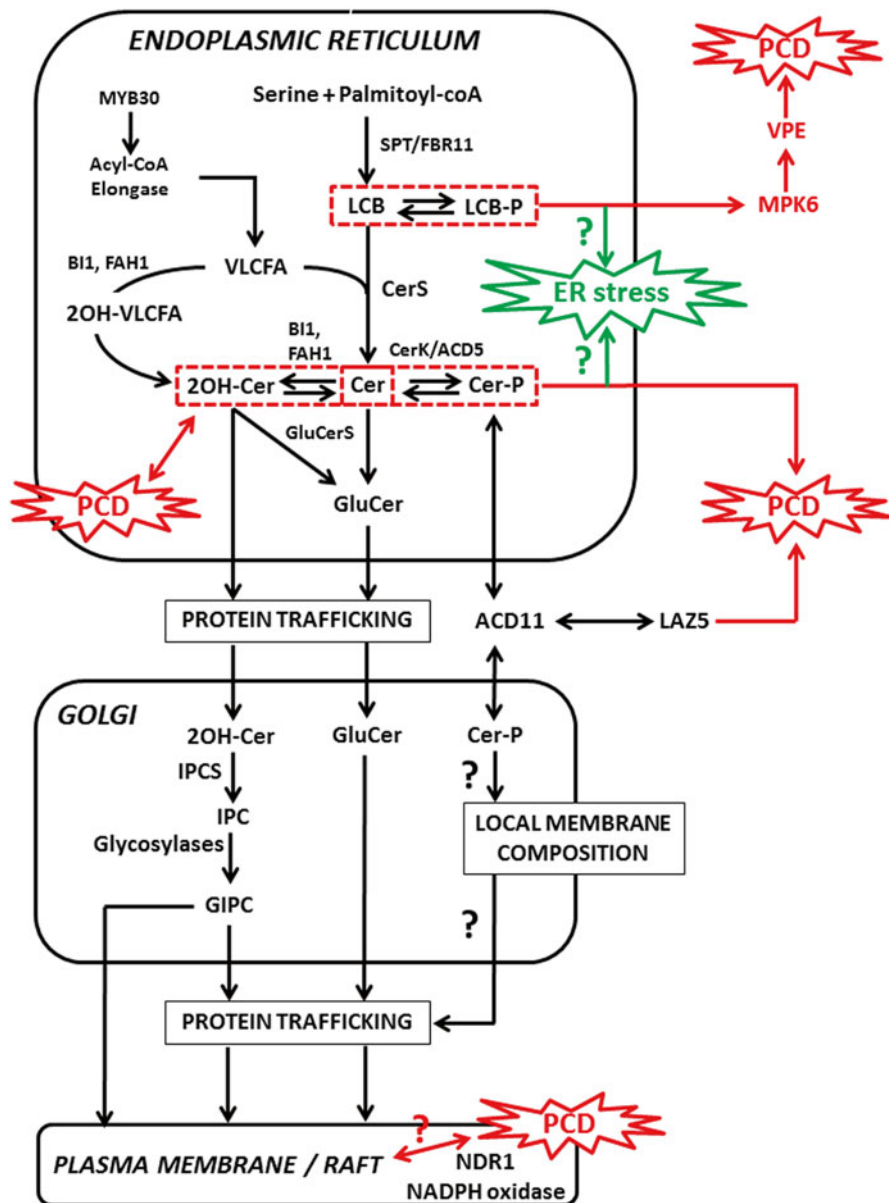 ENDOPLASMIC RETICULUM
PCD
MYB30
Serine + Palmitoyl-coA
VPE
Acyl-CoA
Elongase
SPT/FBR11
LCB
LCB-P
MPK6
?
BI1, FAH1
VLCFA
CerS
ER stress
2OH-VLCFA
BI1,
FAH1
CerK/ACD5
?
2OH-Cer
Cer
Cer-P
GluCerS
PCD
GluCer
PCD
PROTEIN TRAFFICKING
ACD11
LAZ5
GOLGI
2OH-Cer
GluCer
Cer-P
IPCS
?
IPC
LOCAL MEMBRANE
COMPOSITION
Glycosylases
GIPC
?
PROTEIN TRAFFICKING
?
PCD
PLASMA MEMBRANE / RAFT
NDR1
NADPH oxidase